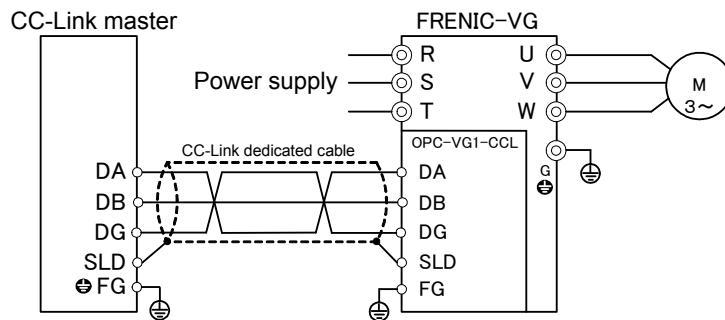 CC-Link master
FRENIC-VG
R
U
Power supply
S
V
M
3~
T
W
CC-Link dedicated cable
OPC-VG1-CCL
DA
DA
G
DB
DB
DG
DG
SLD
SLD
FG
FG